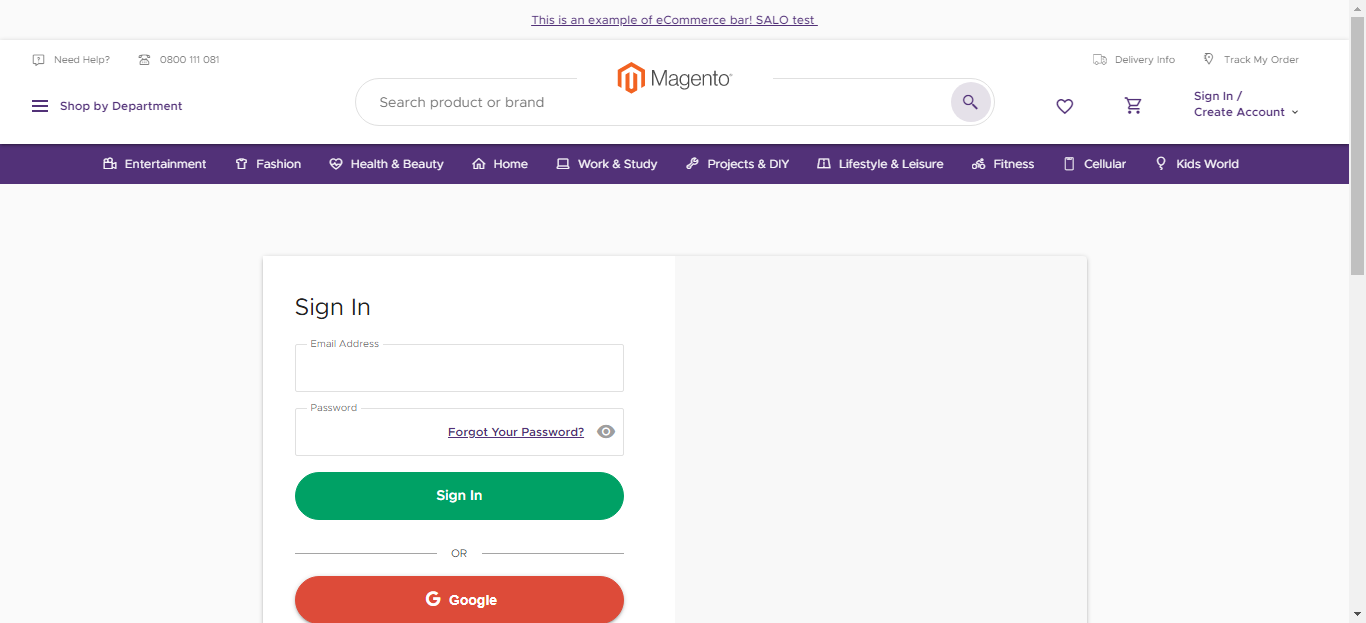 This is an example of eCommerce bar! SALO test
Need Help?
0800 111 081
Magento
Delivery Info
Track My Order
Shop by Department
Search product or brand
Sign In /
Create Account
Entertainment
Fashion
Health & Beauty
Home
Work & Study
Projects & DIY
Lifestyle & Leisure
Fitness
Cellular
Kids World
Sign In
Email Address
Password
Forgot Your Password?
Sign In
OR
Google